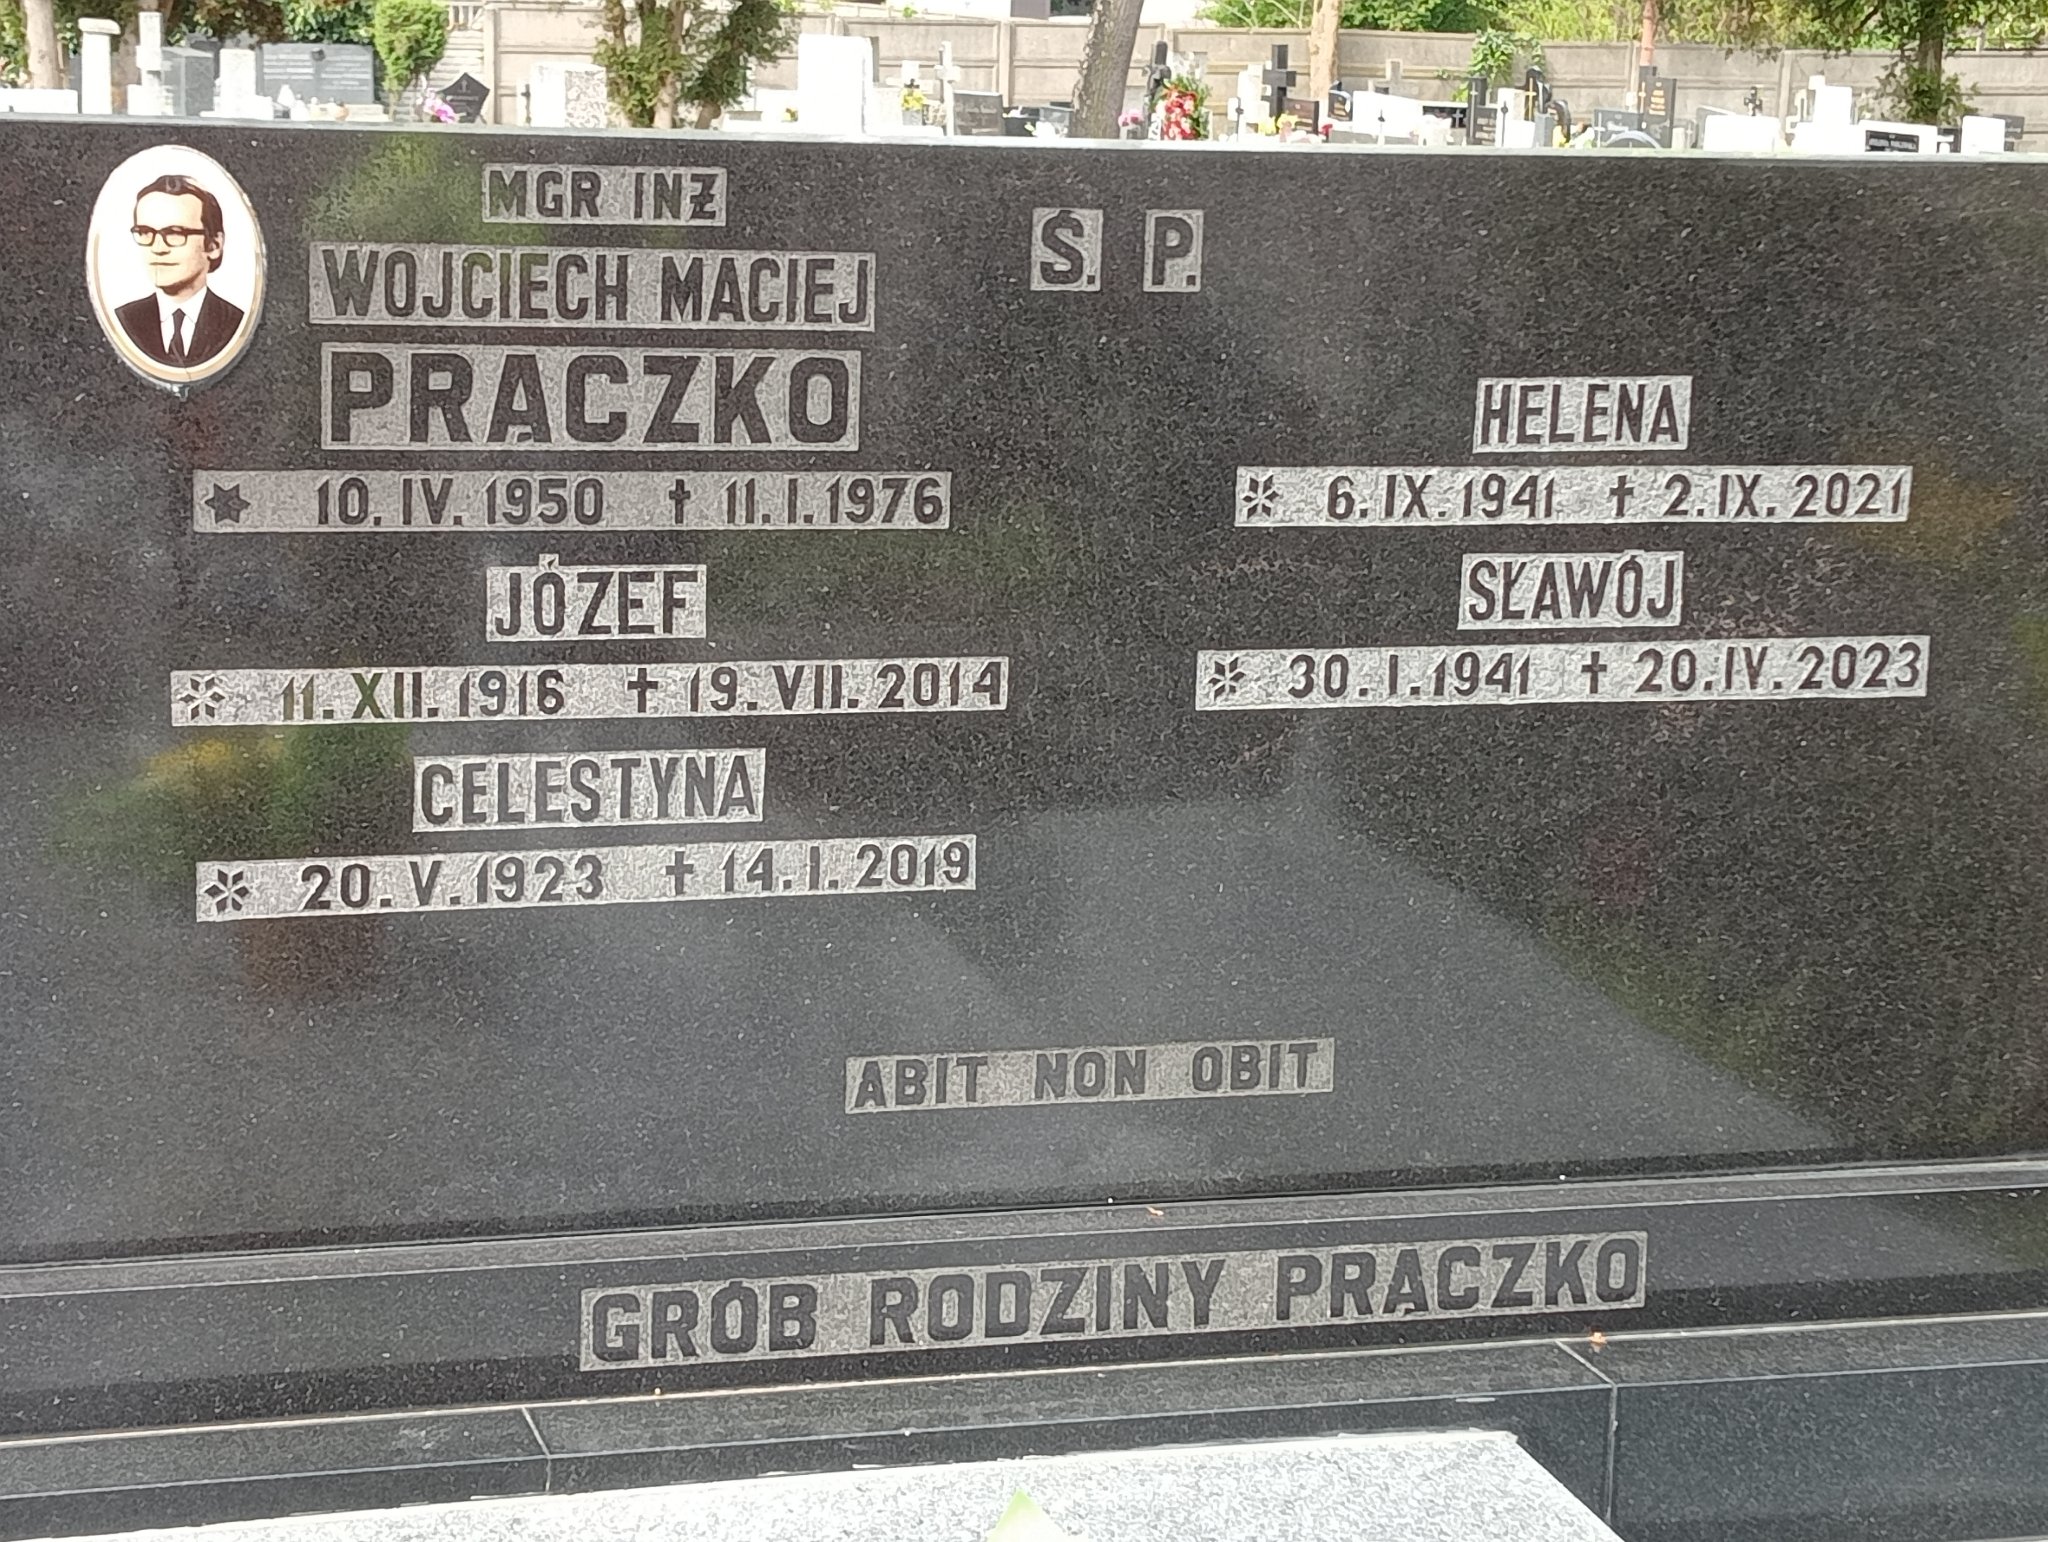 MGR INŻ
WOJCIECH MACIEJ
PRĄCZKO
10.IV.1950 † 11.I.1976
JÓZEF
11.XII.1916 † 19.VII.2014
CELESTYNA
20.V.1923 † 14.I.2019
Ś. P.
HELENA
6.IX.1941 † 2.IX.2021
SŁAWÓJ
30.I.1941 † 20.IV.2023
ABIIT NON OBIT
GRÓB RODZINY PRĄCZKO